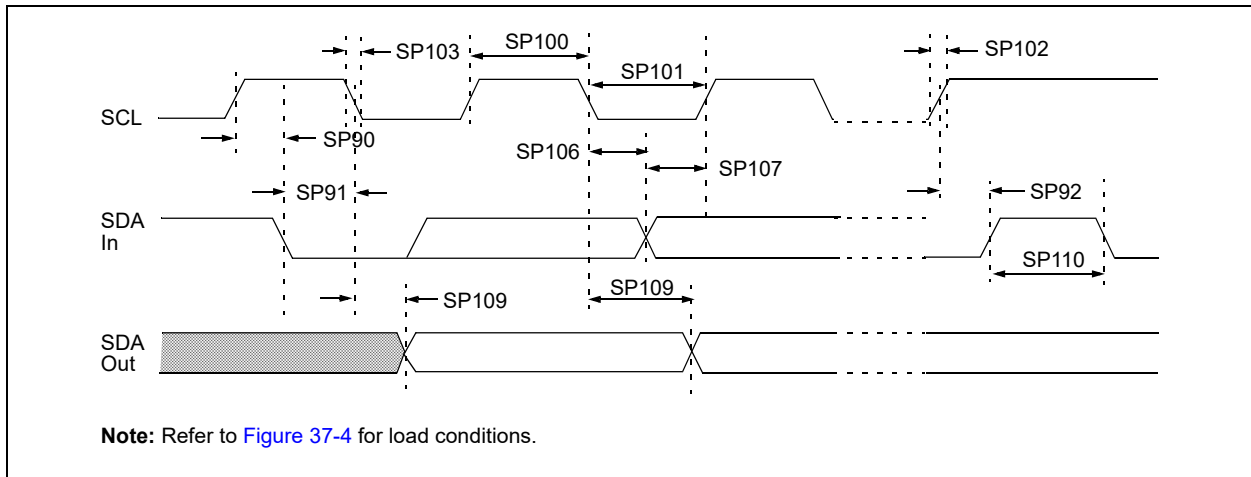 SP103
SP100
SP102
SP101
SCL
SP90
SP106
SP107
SP91
SP92
SDA
In
SP110
SP109
SP109
SDA
Out
Note: Refer to Figure 37-4 for load conditions.